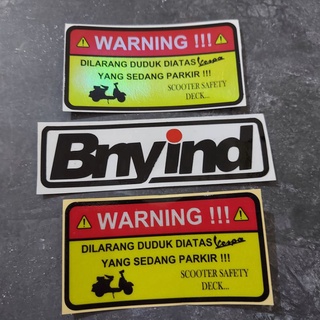 WARNING !!!
DILARANG DUDUK DIATAS Vespa
YANG SEDANG PARKIR !!!
SCOOTER SAFETY
DECK...
Bnyind
WARNING !!!
DILARANG DUDUK DIATAS Vespa
YANG SEDANG PARKIR !!!
SCOOTER SAFETY
DECK...